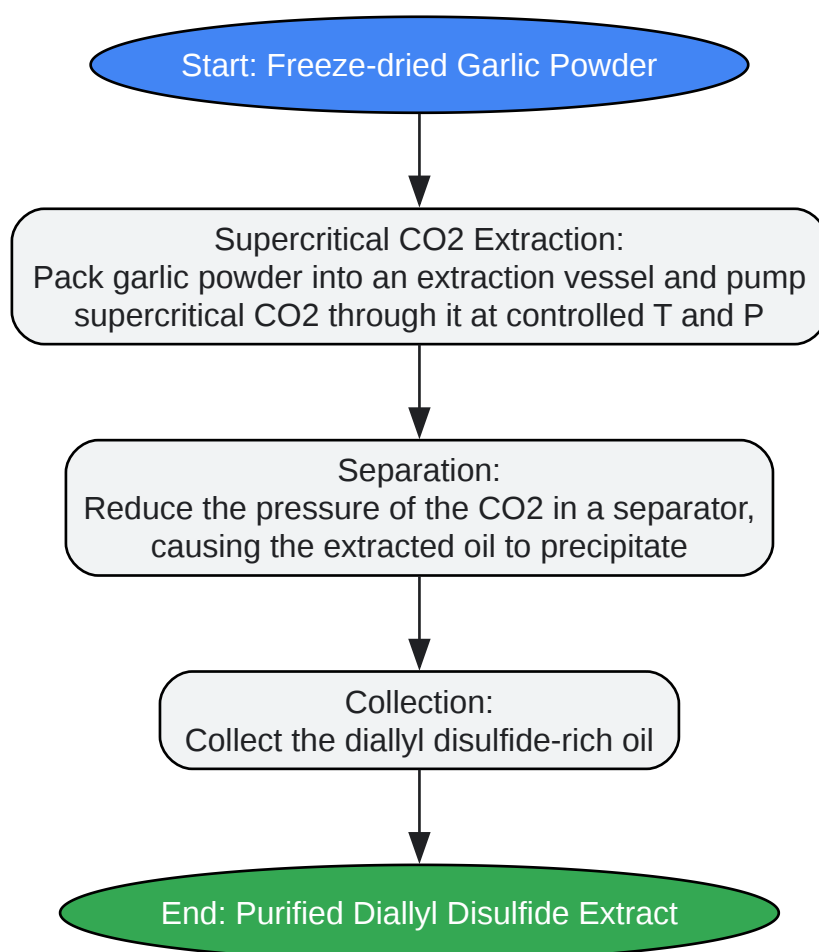 Start: Freeze-dried Garlic Powder
Supercritical CO2 Extraction:
Pack garlic powder into an extraction vessel and pump
supercritical CO2 through it at controlled T and P
Separation:
Reduce the pressure of the CO2 in a separator,
causing the extracted oil to precipitate
Collection:
Collect the diallyl disulfide-rich oil
End: Purified Diallyl Disulfide Extract